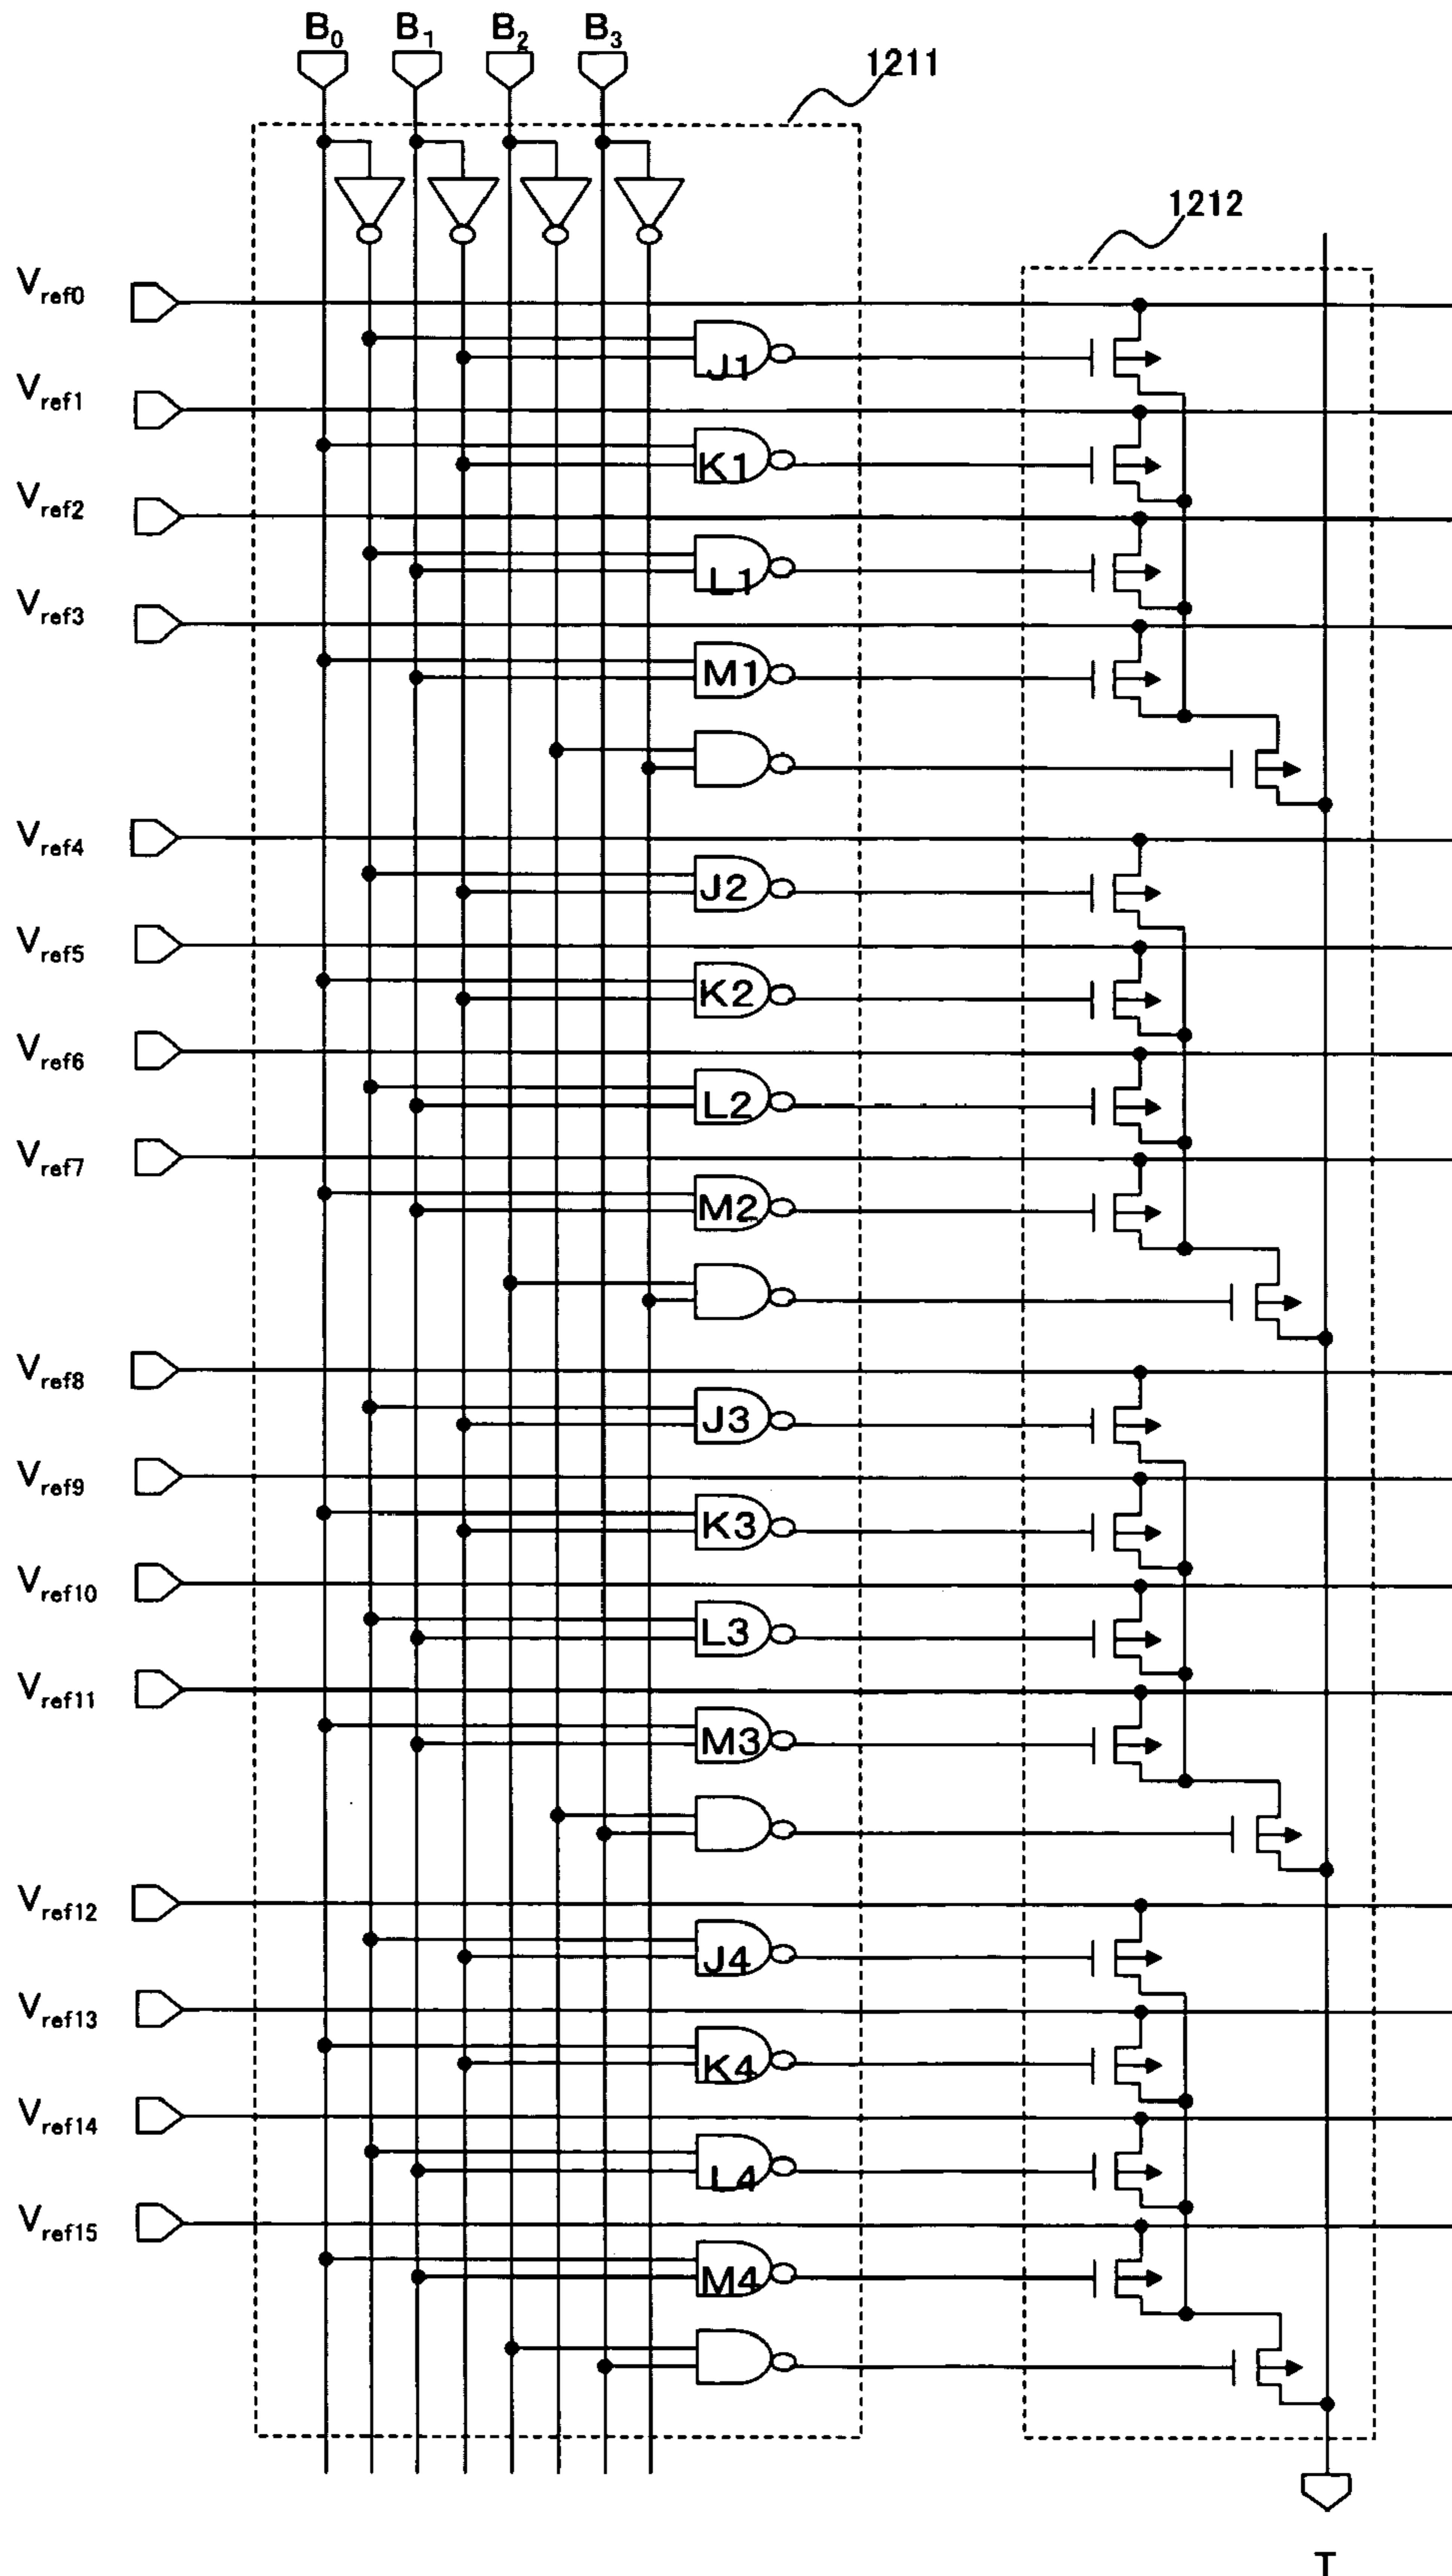 B0 B1 B2 B3
1211
1212
Vref0
J1
Vref1
K1
Vref2
L1
Vref3
M1
Vref4
J2
Vref5
K2
Vref6
L2
Vref7
M2
Vref8
J3
Vref9
K3
Vref10
L3
Vref11
M3
Vref12
J4
Vref13
K4
Vref14
L4
Vref15
M4
T